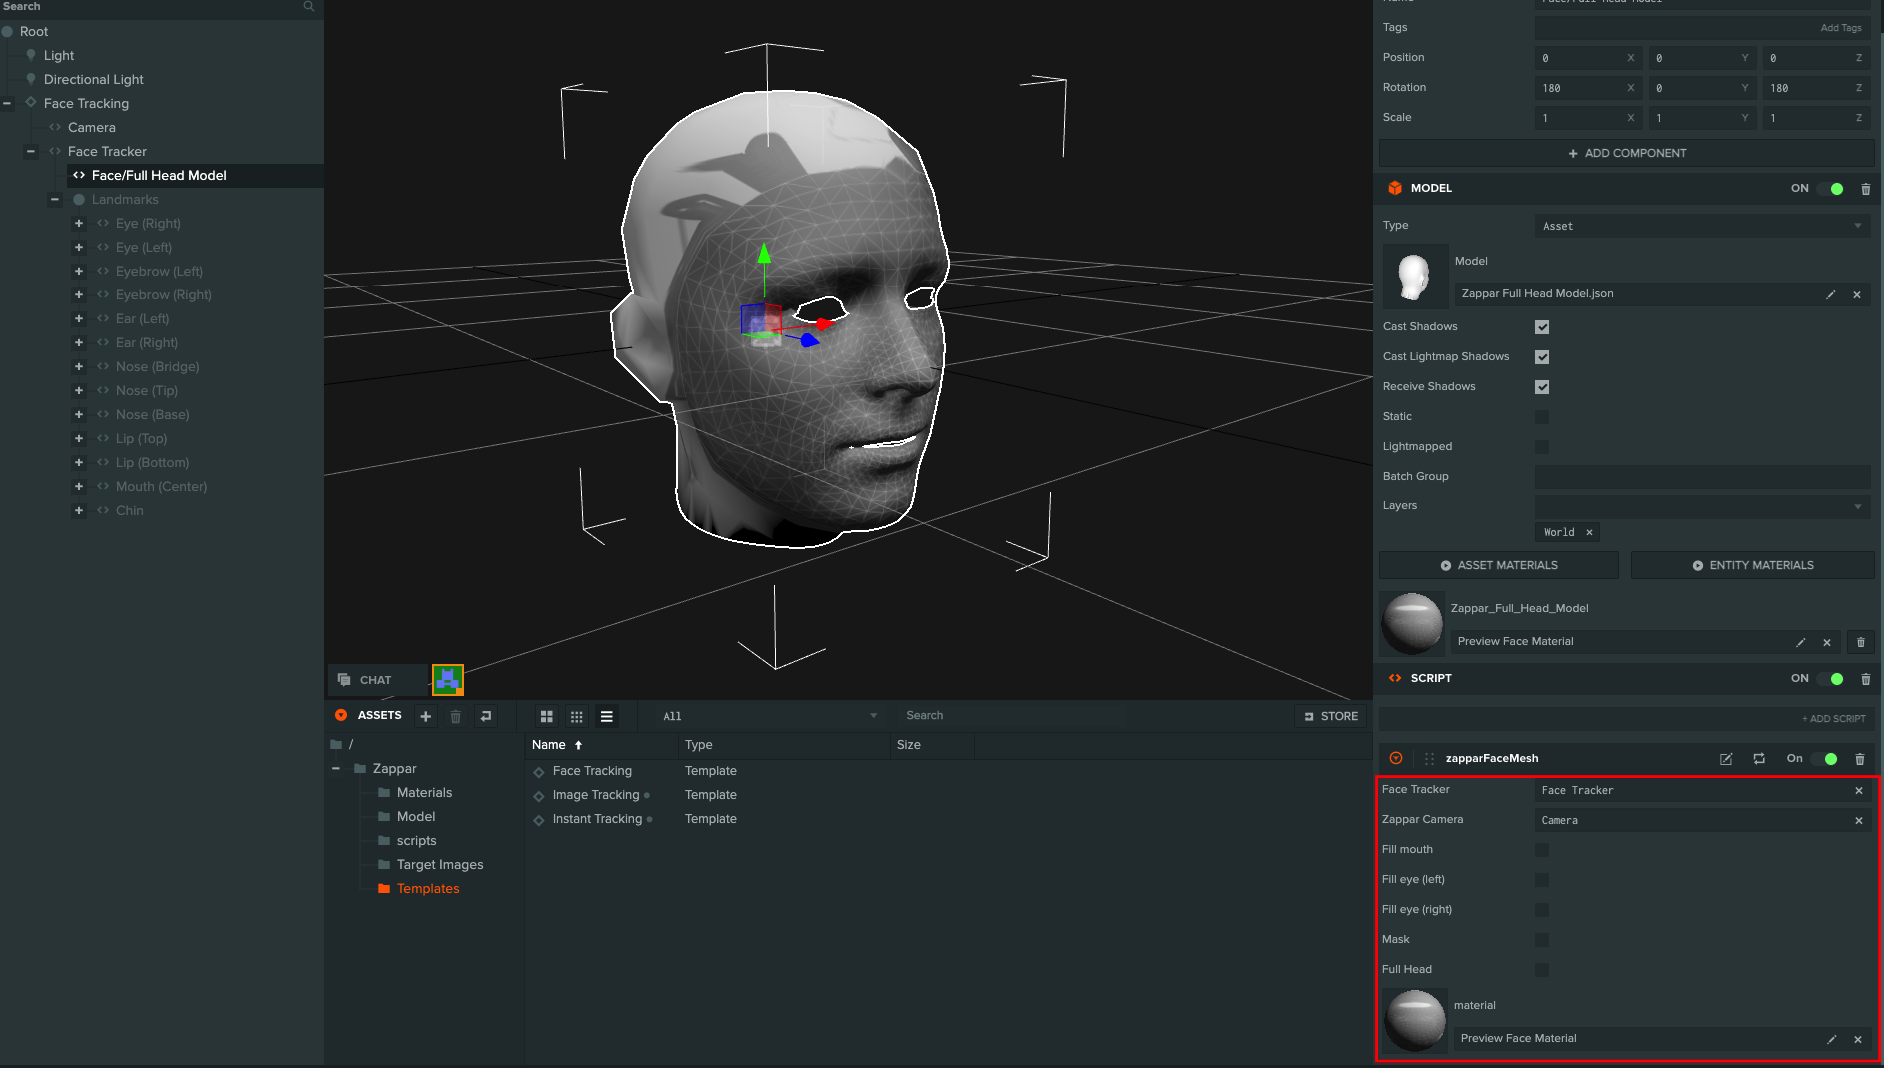 Search
Root
Light
Directional Light
Face Tracking
Camera
Face Tracker
Face/Full Head Model
Landmarks
Eye (Right)
Eye (Left)
Eyebrow (Left)
Eyebrow (Right)
Ear (Left)
Ear (Right)
Nose (Bridge)
Nose (Tip)
Nose (Base)
Lip (Top)
Lip (Bottom)
Mouth (Center)
Chin
CHAT
ASSETS
All
Search
STORE
/
Zappar
Materials
Model
scripts
Target Images
Templates
Name Type Size
Face Tracking Template
Image Tracking Template
Instant Tracking Template
Tags Add Tags
Position 0 X 0 Y 0 Z
Rotation 180 X 0 Y 180 Z
Scale 1 X 1 Y 1 Z
ADD COMPONENT
MODEL ON
Type Asset
Model
Zappar Full Head Model.json
Cast Shadows
Cast Lightmap Shadows
Receive Shadows
Static
Lightmapped
Batch Group
Layers
World
ASSET MATERIALS ENTITY MATERIALS
Zappar_Full_Head_Model
Preview Face Material
SCRIPT ON
+ ADD SCRIPT
zapparFaceMesh On
Face Tracker Face Tracker
Zappar Camera Camera
Fill mouth
Fill eye (left)
Fill eye (right)
Mask
Full Head
material
Preview Face Material